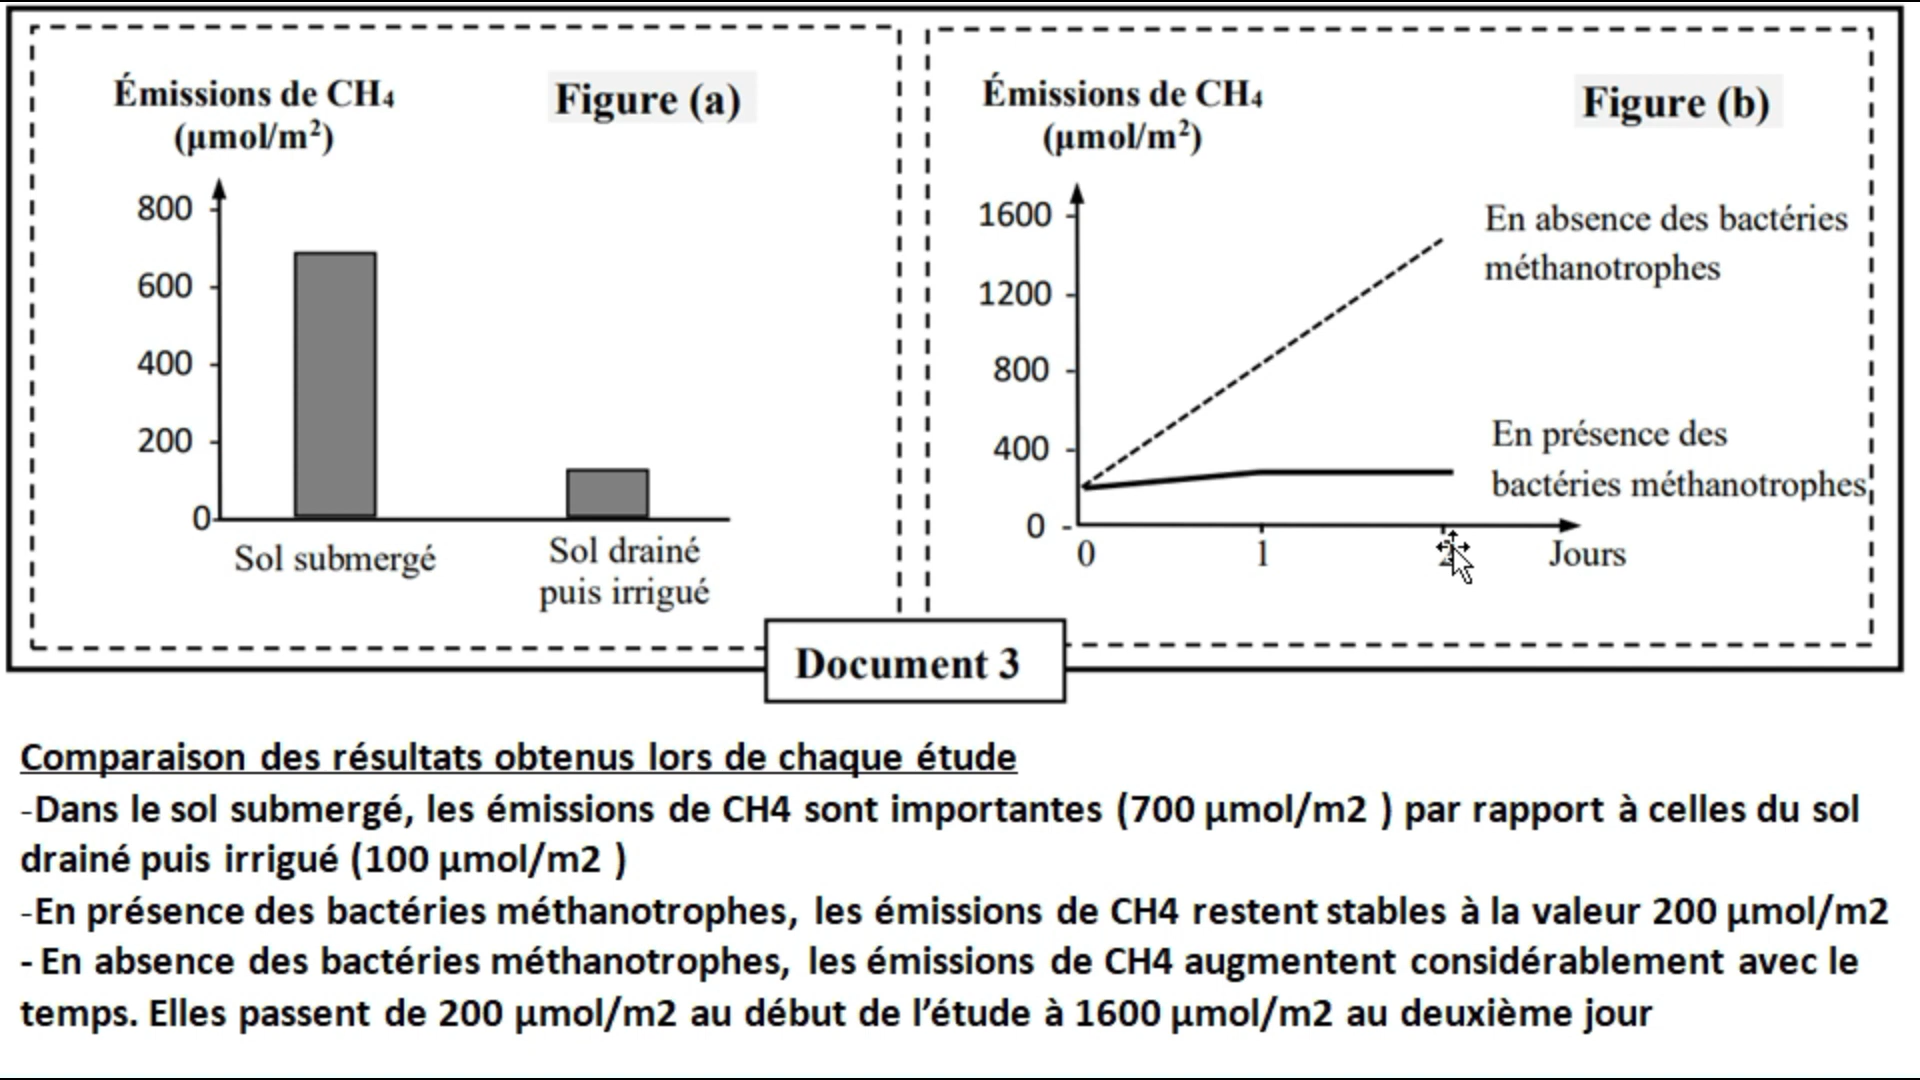 Émissions de CH₄
(µmol/m²)
Figure (a)
800
600
400
200
0
Sol submergé
Sol drainé
puis irrigué
Émissions de CH₄
(µmol/m²)
Figure (b)
1600
1200
800
400
0
En absence des bactéries
méthanotrophes
En présence des
bactéries méthanotrophes
0
1
Jours
Document 3
Comparaison des résultats obtenus lors de chaque étude
-Dans le sol submergé, les émissions de CH4 sont importantes (700 µmol/m2 ) par rapport à celles du sol
drainé puis irrigué (100 µmol/m2 )
-En présence des bactéries méthanotrophes, les émissions de CH4 restent stables à la valeur 200 µmol/m2
- En absence des bactéries méthanotrophes, les émissions de CH4 augmentent considérablement avec le
temps. Elles passent de 200 µmol/m2 au début de l’étude à 1600 µmol/m2 au deuxième jour